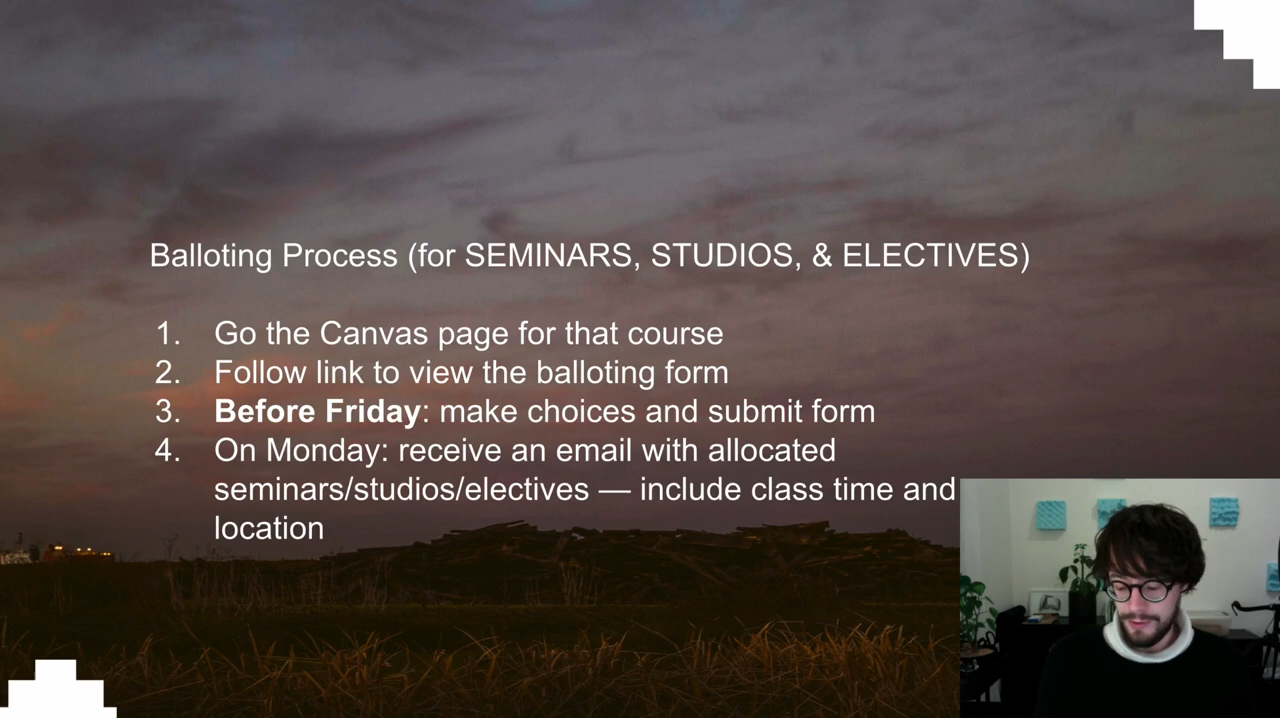 Balloting Process (for SEMINARS, STUDIOS, & ELECTIVES)
1. Go the Canvas page for that course
2. Follow link to view the balloting form
3. Before Friday: make choices and submit form
4. On Monday: receive an email with allocated
seminars/studios/electives — include class time and
location